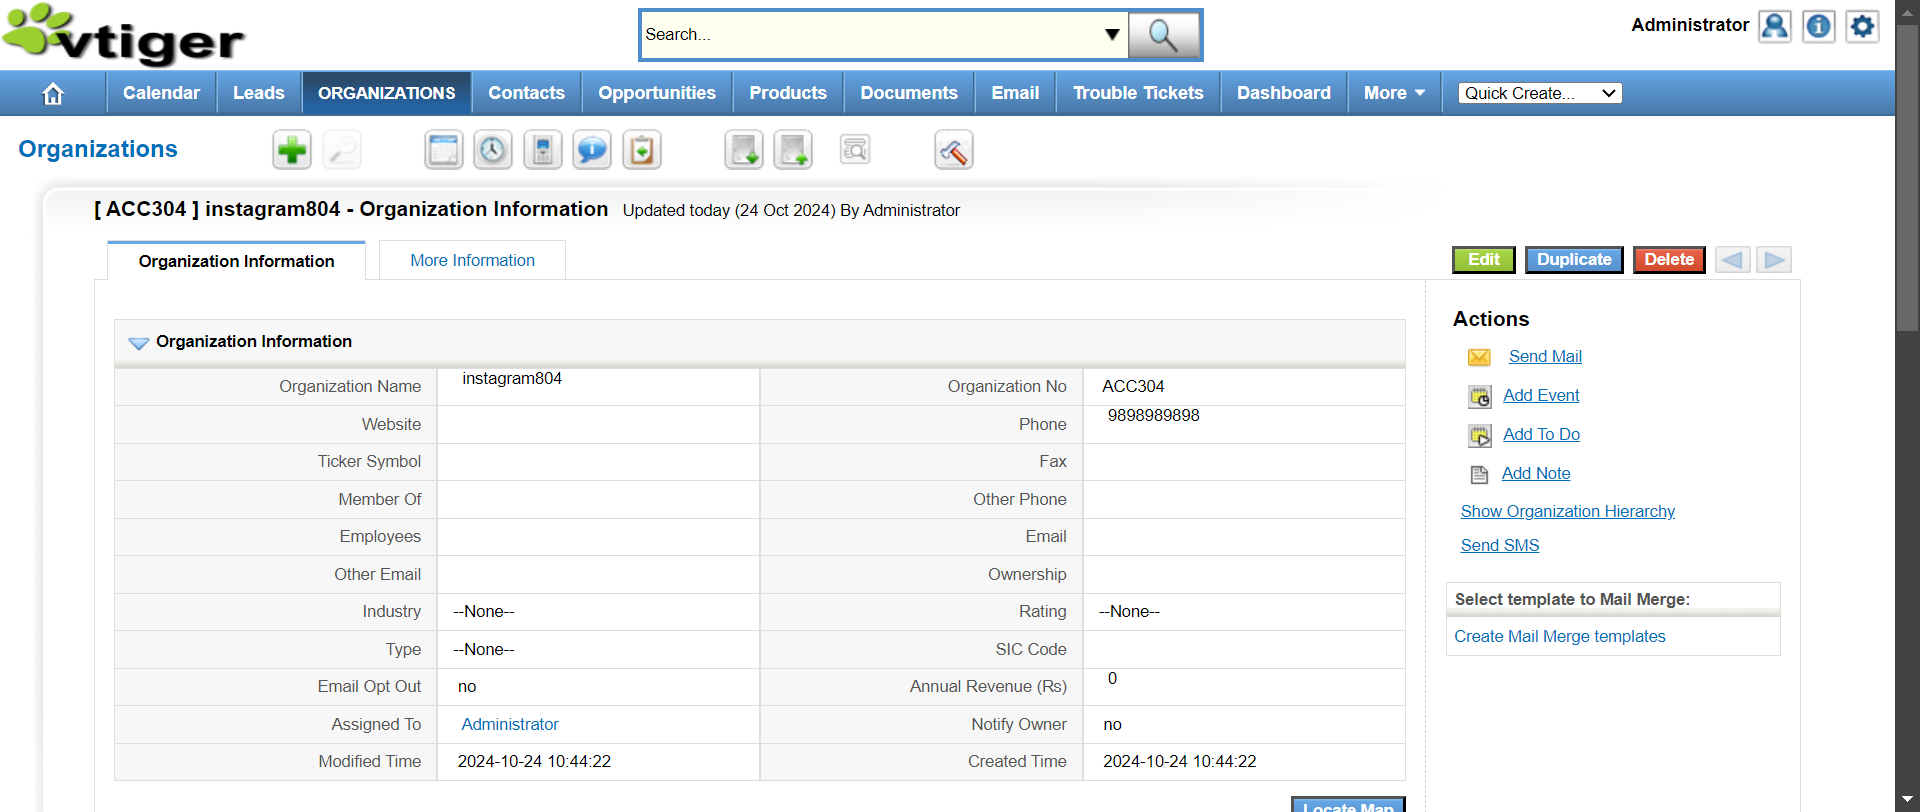 vtiger
Search...
Administrator
Calendar Leads ORGANIZATIONS Contacts Opportunities Products Documents Email Trouble Tickets Dashboard More Quick Create...
Organizations
[ ACC304 ] instagram804 - Organization Information Updated today (24 Oct 2024) By Administrator
Organization Information More Information
Edit Duplicate Delete
Organization Information
Organization Name instagram804 Organization No ACC304
Website Phone 9898989898
Ticker Symbol Fax
Member Of Other Phone
Employees Email
Other Email Ownership
Industry --None-- Rating --None--
Type --None-- SIC Code
Email Opt Out no Annual Revenue (Rs) 0
Assigned To Administrator Notify Owner no
Modified Time 2024-10-24 10:44:22 Created Time 2024-10-24 10:44:22
Locate Map
Actions
Send Mail
Add Event
Add To Do
Add Note
Show Organization Hierarchy
Send SMS
Select template to Mail Merge:
Create Mail Merge templates